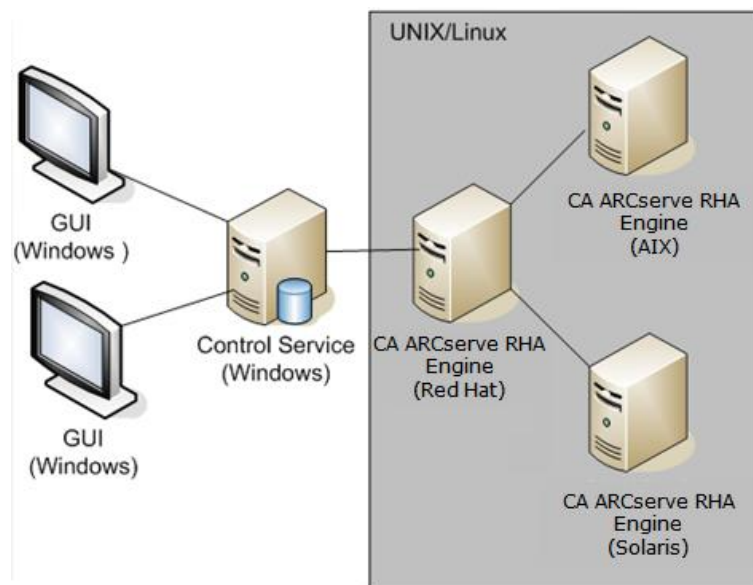 UNIX/Linux
GUI
(Windows )
CA ARCserve RHA
Engine
(AIX)
Control Service
(Windows)
CA ARCserve RHA
Engine
(Red Hat)
GUI
(Windows)
CA ARCserve RHA
Engine
(Solaris)